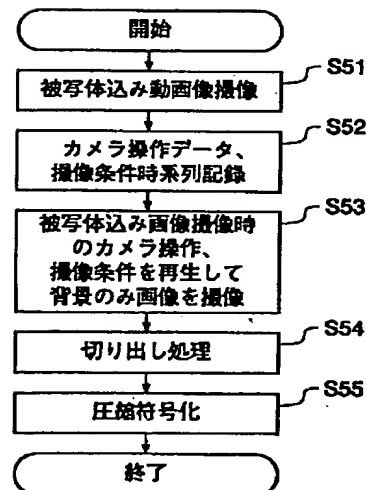 開始
S51
被写体込み動画像撮像
S52
カメラ操作データ、
撮像条件時系列記録
S53
被写体込み画像撮像時
のカメラ操作、
撮像条件を再生して
背景のみ画像を撮像
S54
切り出し処理
S55
圧縮符号化
終了